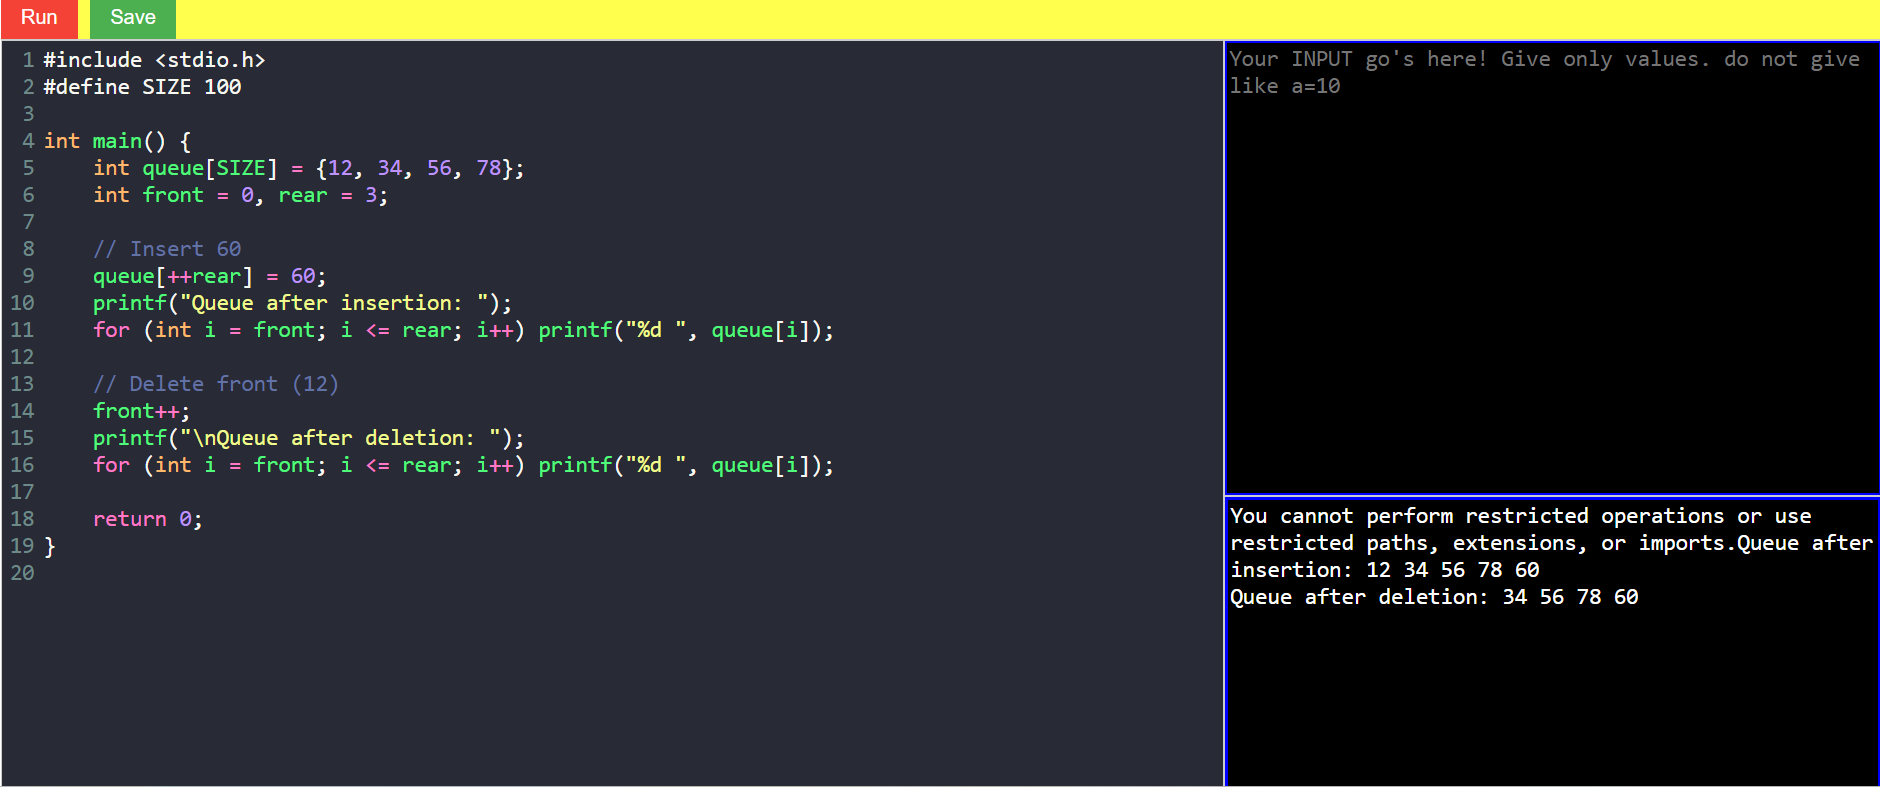 Run Save
1 #include <stdio.h>
2 #define SIZE 100
3
4 int main() {
5     int queue[SIZE] = {12, 34, 56, 78};
6     int front = 0, rear = 3;
7
8     // Insert 60
9     queue[++rear] = 60;
10     printf("Queue after insertion: ");
11     for (int i = front; i <= rear; i++) printf("%d ", queue[i]);
12
13     // Delete front (12)
14     front++;
15     printf("\nQueue after deletion: ");
16     for (int i = front; i <= rear; i++) printf("%d ", queue[i]);
17
18     return 0;
19 }
20
Your INPUT go's here! Give only values. do not give
like a=10
You cannot perform restricted operations or use
restricted paths, extensions, or imports.Queue after
insertion: 12 34 56 78 60
Queue after deletion: 34 56 78 60